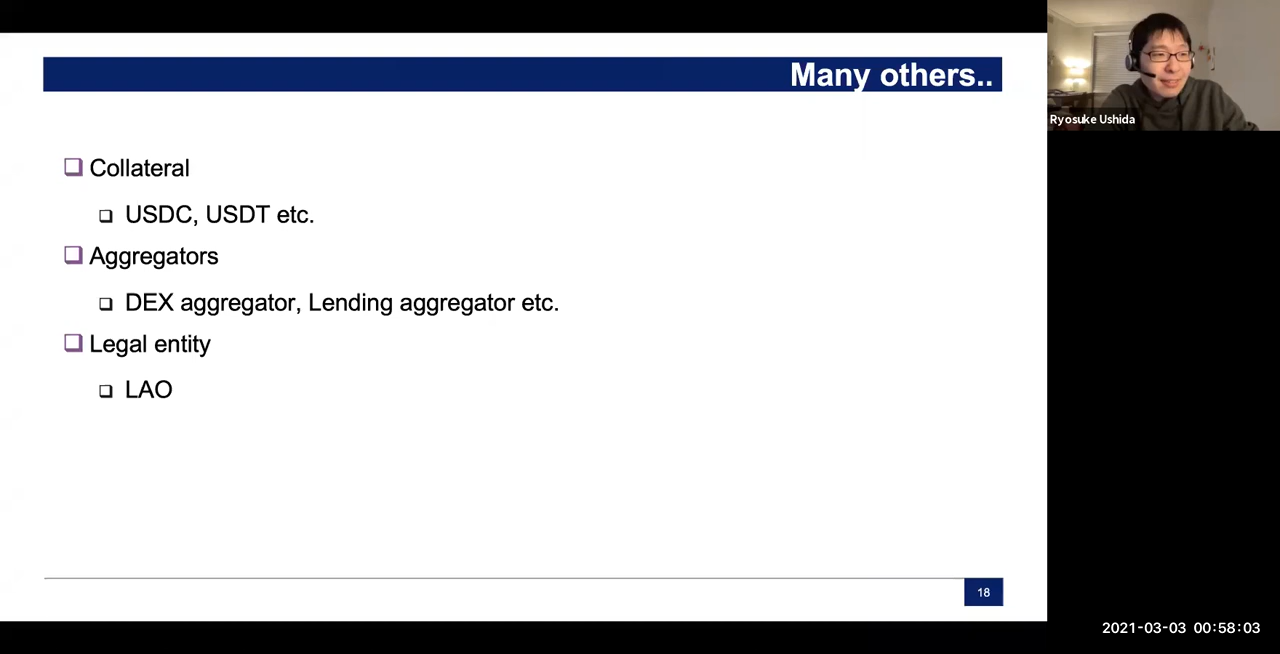 Many others..
Ryosuke Ushida
Collateral
USDC, USDT etc.
Aggregators
DEX aggregator, Lending aggregator etc.
Legal entity
LAO
18
2021-03-03 00:58:03